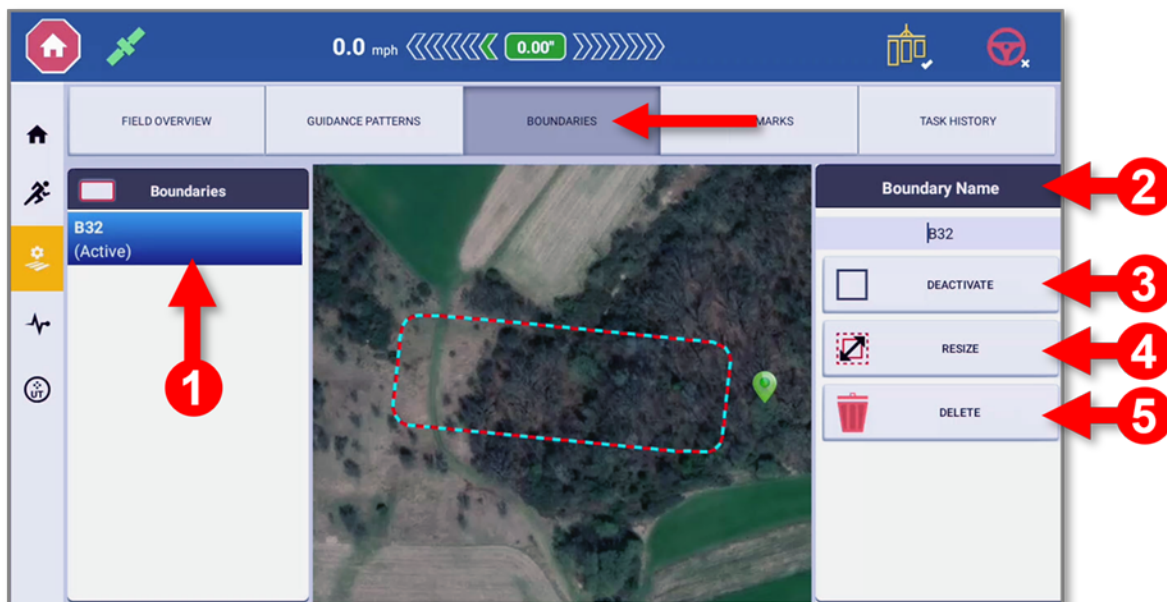 0.0 mph
0.00"
FIELD OVERVIEW
GUIDANCE PATTERNS
BOUNDARIES
MARKS
TASK HISTORY
Boundaries
Boundary Name
2
B32
(Active)
B32
DEACTIVATE
3
RESIZE
4
1
UT
DELETE
5